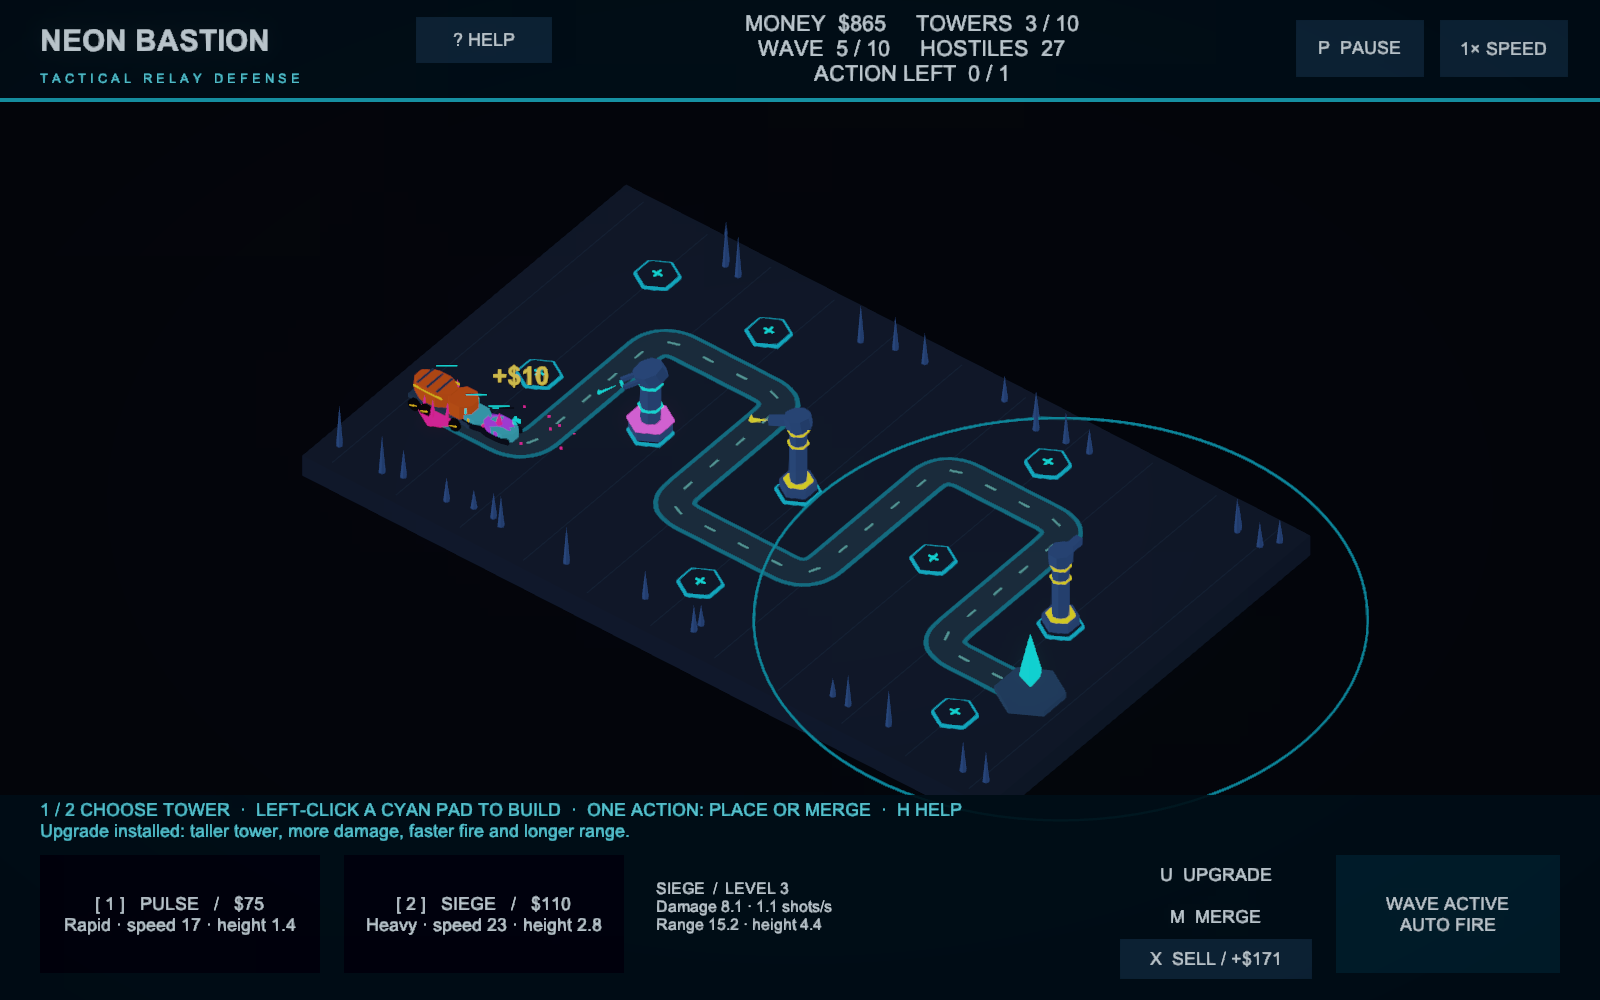 NEON BASTION
TACTICAL RELAY DEFENSE
? HELP
MONEY $865 TOWERS 3 / 10
WAVE 5 / 10 HOSTILES 27
ACTION LEFT 0 / 1
P PAUSE
1× SPEED
+$10
1 / 2 CHOOSE TOWER · LEFT-CLICK A CYAN PAD TO BUILD · ONE ACTION: PLACE OR MERGE · H HELP
Upgrade installed: taller tower, more damage, faster fire and longer range.
[ 1 ] PULSE / $75
Rapid · speed 17 · height 1.4
[ 2 ] SIEGE / $110
Heavy · speed 23 · height 2.8
SIEGE / LEVEL 3
Damage 8.1 · 1.1 shots/s
Range 15.2 · height 4.4
U UPGRADE
M MERGE
X SELL / +$171
WAVE ACTIVE
AUTO FIRE